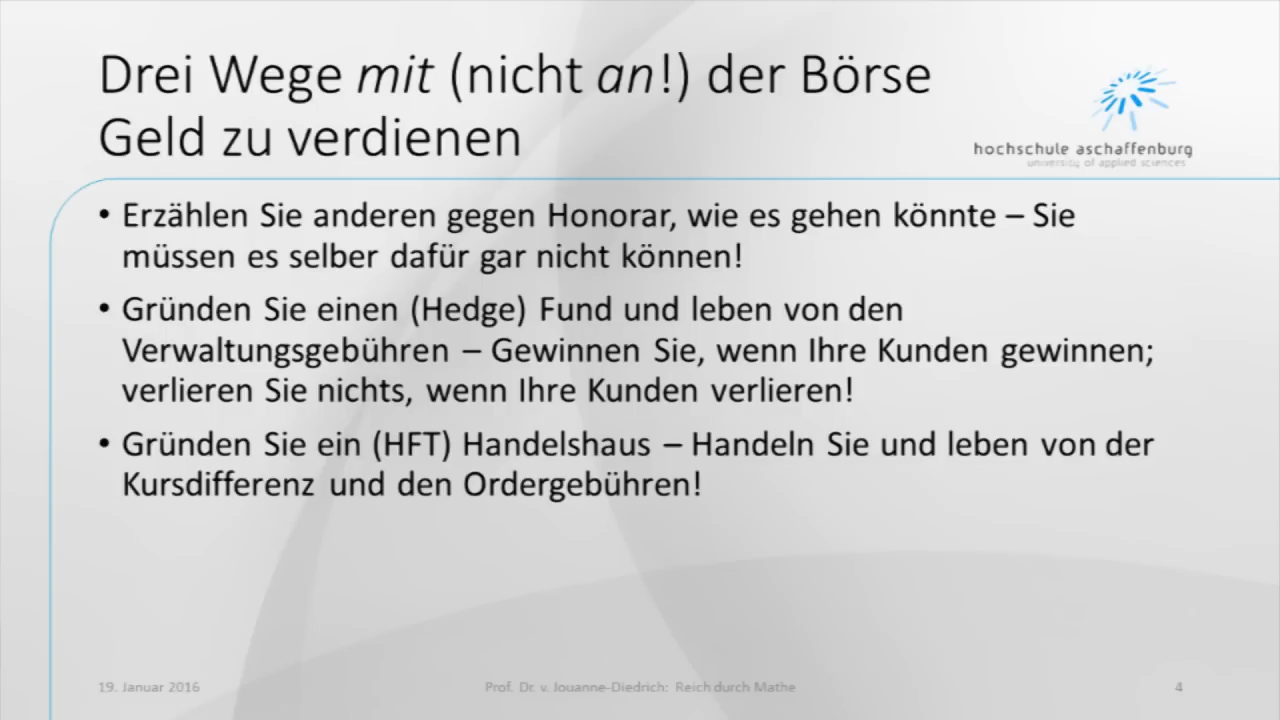 Drei Wege mit (nicht an!) der Börse
Geld zu verdienen
hochschule aschaffenburg
university of applied sciences
• Erzählen Sie anderen gegen Honorar, wie es gehen könnte – Sie
müssen es selber dafür gar nicht können!
• Gründen Sie einen (Hedge) Fund und leben von den
Verwaltungsgebühren – Gewinnen Sie, wenn Ihre Kunden gewinnen;
verlieren Sie nichts, wenn Ihre Kunden verlieren!
• Gründen Sie ein (HFT) Handelshaus – Handeln Sie und leben von der
Kursdifferenz und den Ordergebühren!
19. Januar 2016
Prof. Dr. v. Jouanne-Diedrich: Reich durch Mathe
4